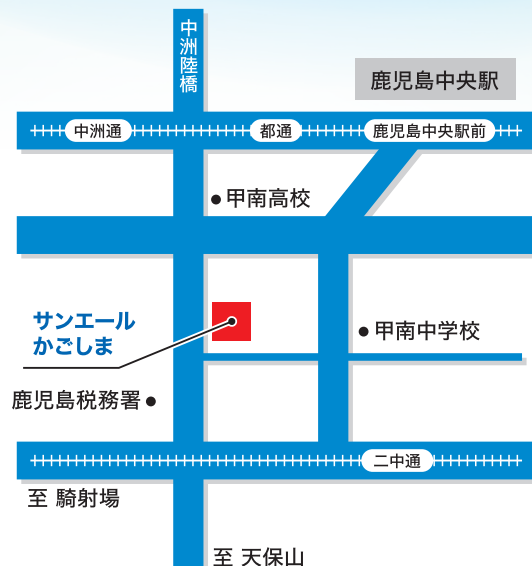 中洲陸橋
鹿児島中央駅
中洲通
都通
鹿児島中央駅前
甲南高校
サンエール
かごしま
甲南中学校
鹿児島税務署
二中通
至 騎射場
至 天保山